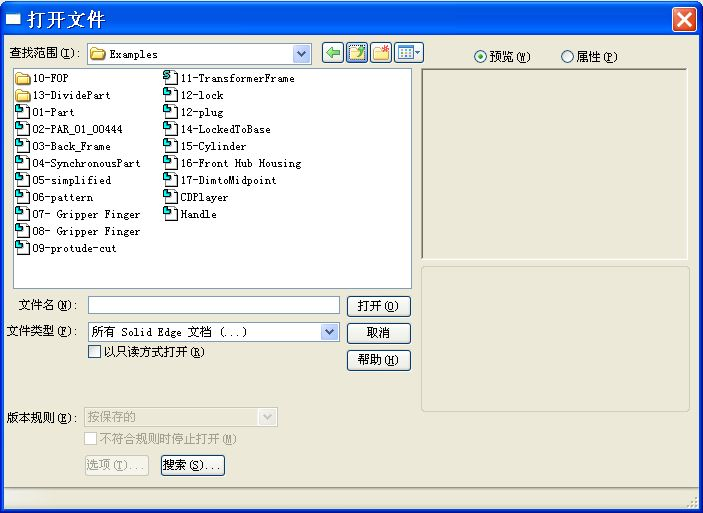 打开文件
查找范围(I): Examples
预览(W) 属性(P)
10-FOP
13-DividePart
01-Part
02-PAR_01_00444
03-Back_Frame
04-SynchronousPart
05-simplified
06-pattern
07- Gripper Finger
08- Gripper Finger
09-protude-cut
11-TransformerFrame
12-lock
12-plug
14-LockedToBase
15-Cylinder
16-Front Hub Housing
17-DimtoMidpoint
CDPlayer
Handle
文件名(N): 打开(O)
文件类型(F): 所有 Solid Edge 文档 (...) 取消
以只读方式打开(R) 帮助(H)
版本规则(E): 按保存的
不符合规则时停止打开(M)
选项(T)... 搜索(S)...